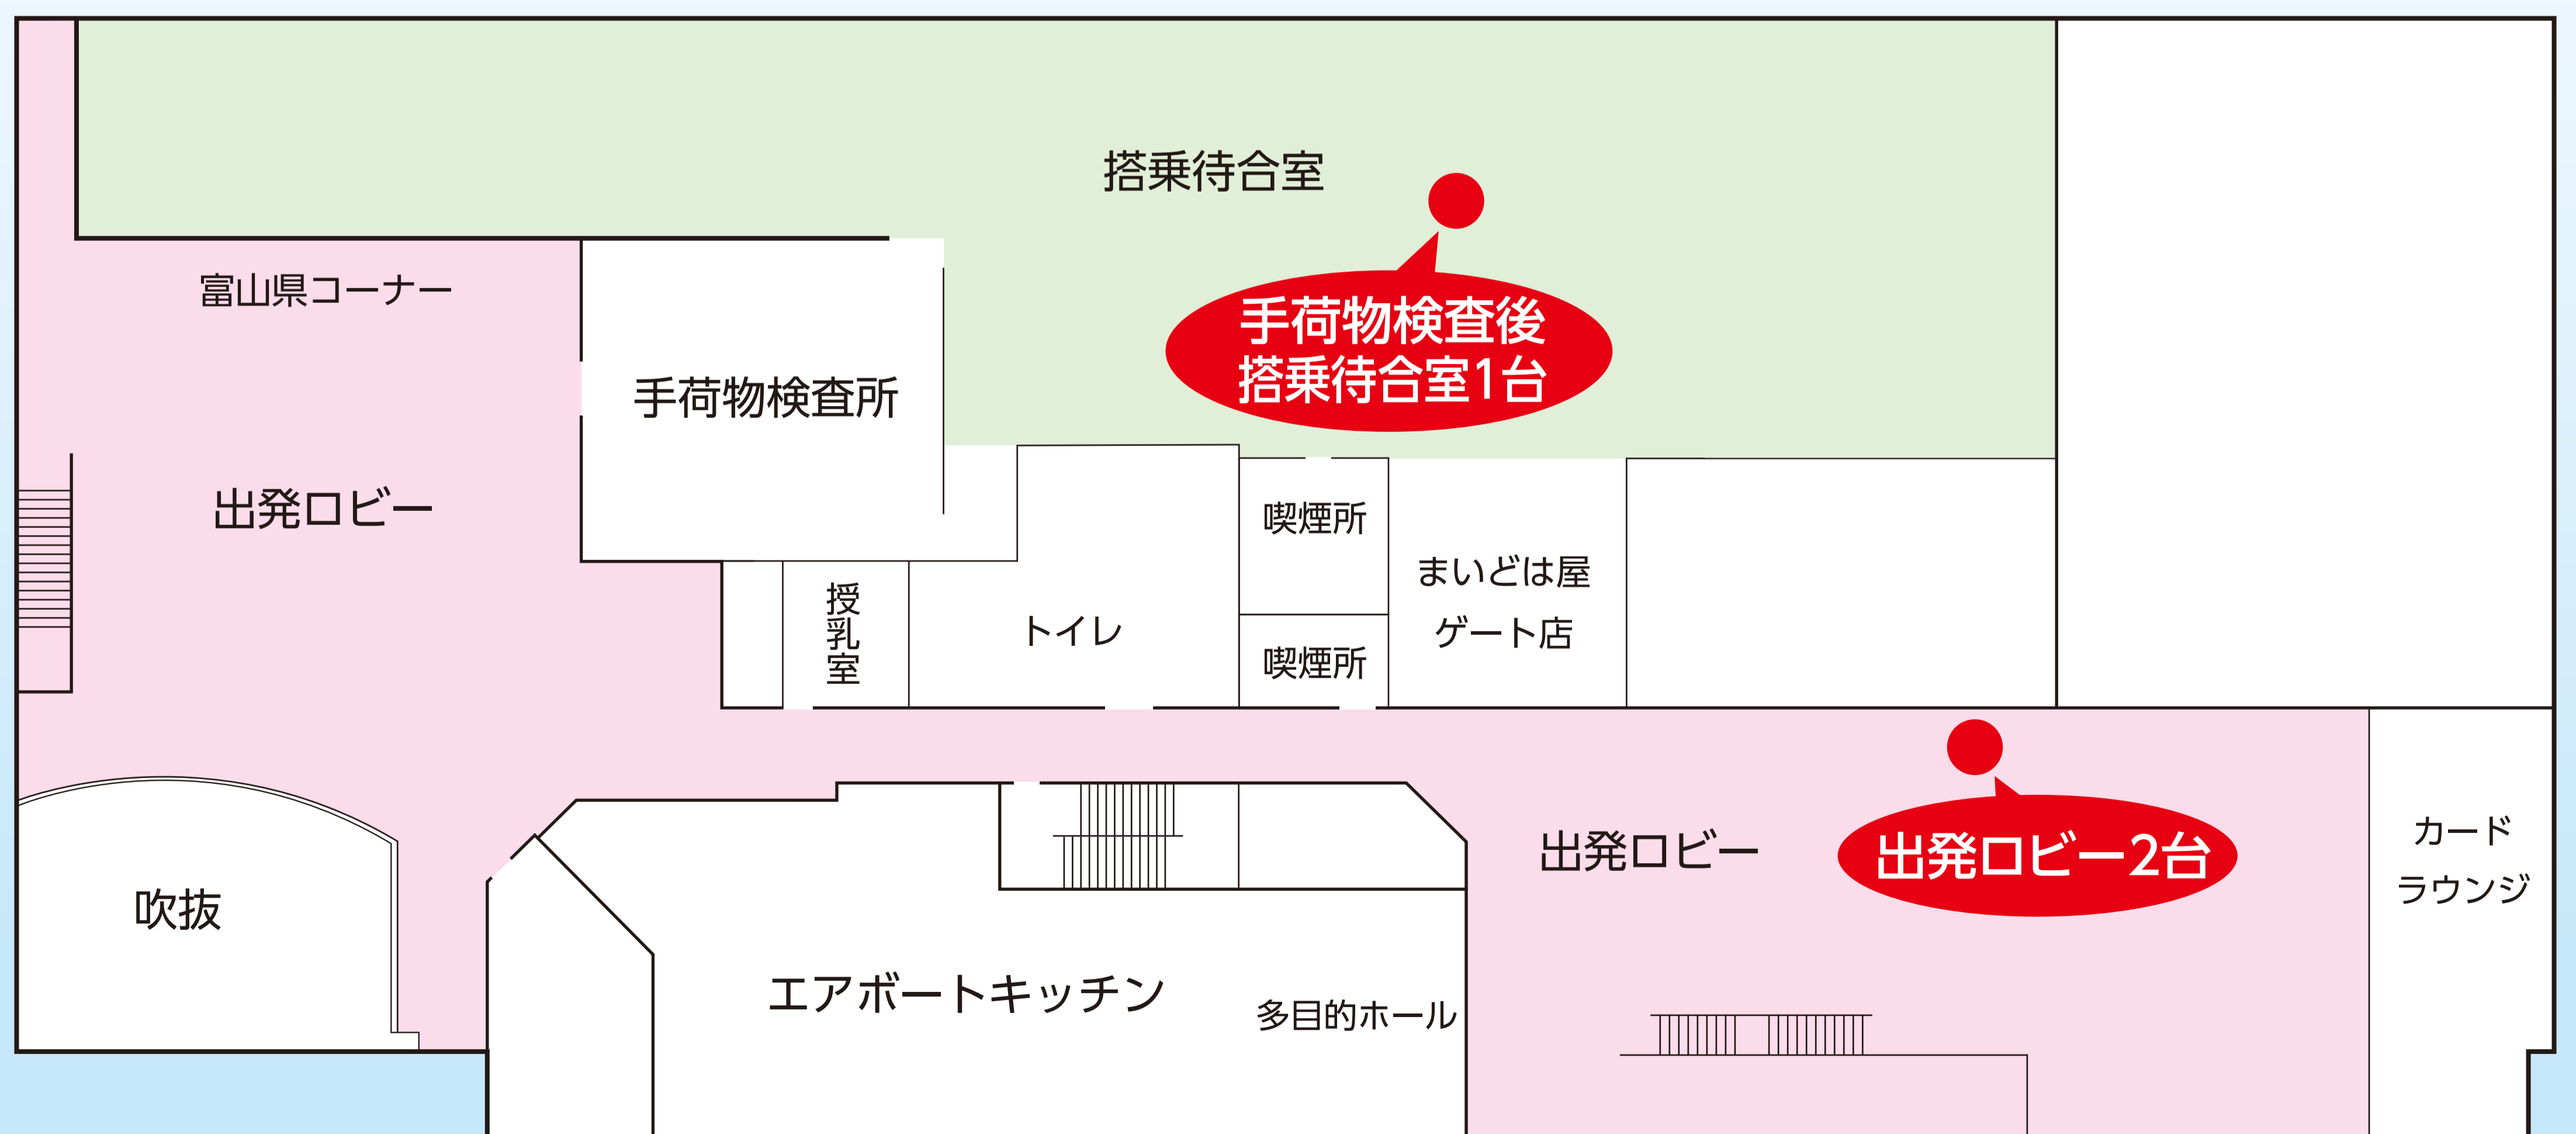 搭乗待合室
富山県コーナー
手荷物検査後
搭乗待合室1台
手荷物検査所
出発ロビー
喫煙所
まいどは屋
ゲート店
授乳室
トイレ
喫煙所
出発ロビー
出発ロビー2台
カード
ラウンジ
吹抜
エアポートキッチン
多目的ホール